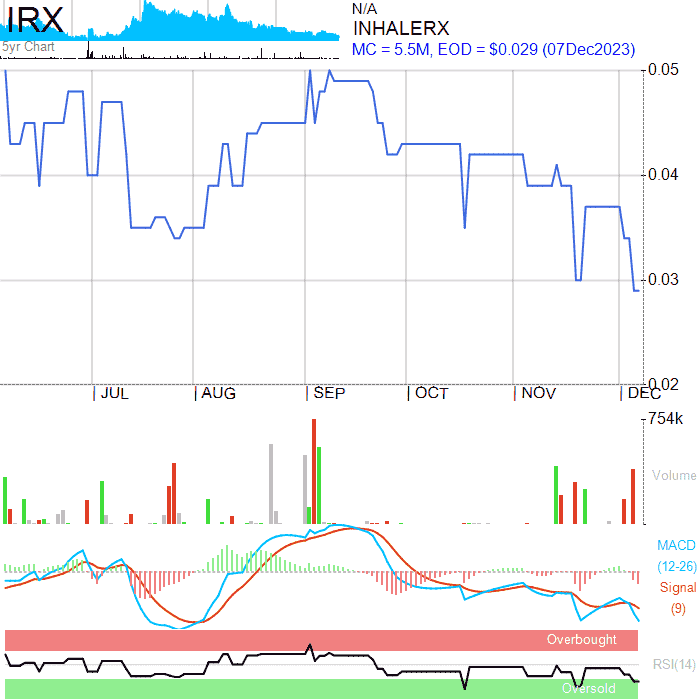 IRX
5yr Chart
N/A
INHALERX
MC = 5.5M, EOD = $0.029 (07Dec2023)
0.05
0.04
0.03
0.02
JUL AUG SEP OCT NOV DEC
754k
Volume
MACD
(12-26)
Signal
(9)
Overbought
RSI(14)
Oversold